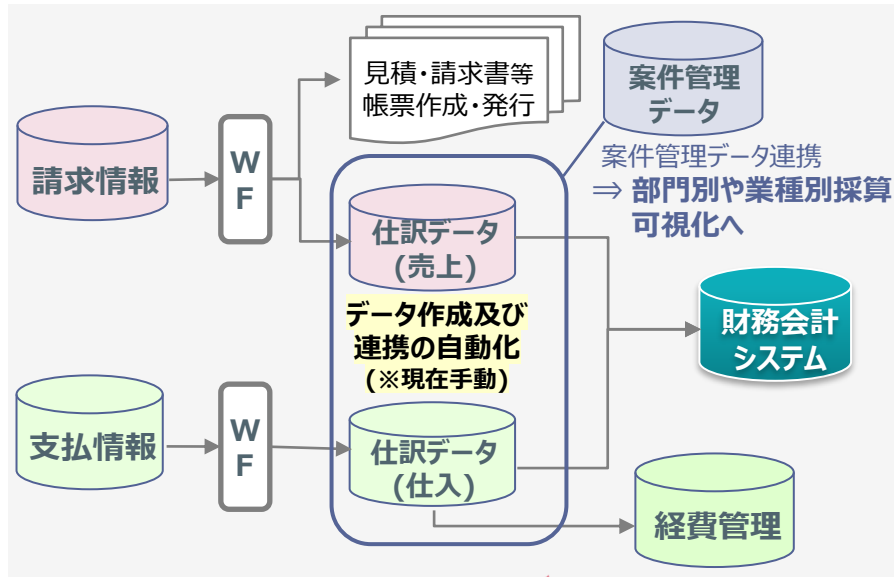 見積・請求書等
帳票作成・発行
案件管理
データ
請求情報
W
F
案件管理データ連携
⇒ 部門別や業種別採算
可視化へ
仕訳データ
(売上)
データ作成及び
連携の自動化
(※現在手動)
財務会計
システム
支払情報
W
F
仕訳データ
(仕入)
経費管理